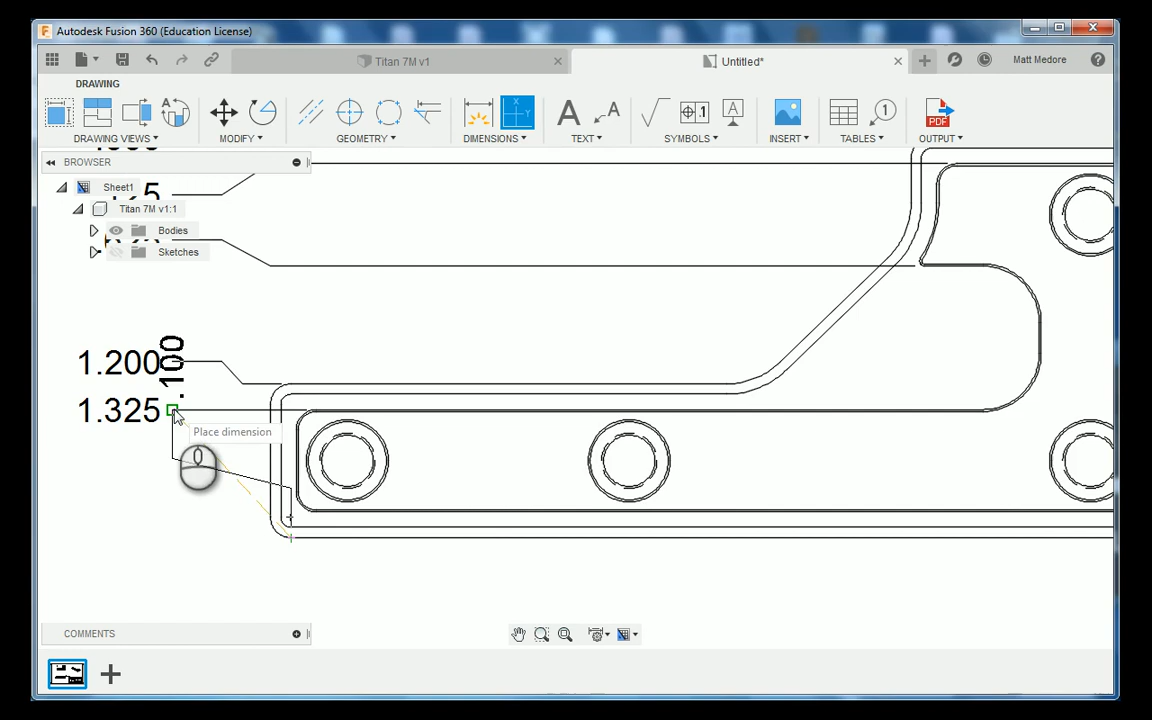 Autodesk Fusion 360 (Education License)
Titan 7M v1
Untitled*
Matt Medore
DRAWING
DRAWING VIEWS
MODIFY
GEOMETRY
DIMENSIONS
TEXT
SYMBOLS
INSERT
TABLES
OUTPUT
BROWSER
Sheet1
Titan 7M v1:1
Bodies
Sketches
1.200
.100
1.325
Place dimension
COMMENTS